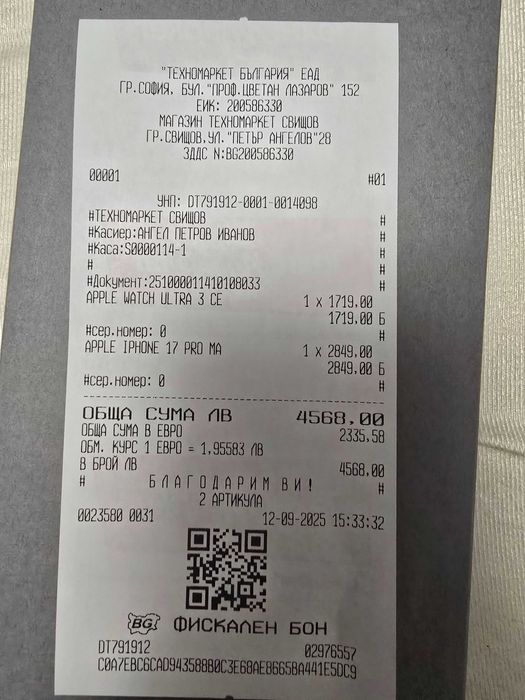 "ТЕХНОМАРКЕТ БЪЛГАРИЯ" ЕАД
ГР.СОФИЯ, БУЛ."ПРОФ.ЦВЕТАН ЛАЗАРОВ" 152
ЕИК: 200586330
МАГАЗИН ТЕХНОМАРКЕТ СВИЩОВ
ГР.СВИЩОВ,УЛ."ПЕТЪР АНГЕЛОВ"28
ЗДДС N:BG200586330
00001 #01
УНП: DT791912-0001-0014098
#ТЕХНОМАРКЕТ СВИЩОВ #
#Касиер:АНГЕЛ ПЕТРОВ ИВАНОВ #
#Каса:S0000114-1 #
# #
#Документ:251000011410108033 #
APPLE WATCH ULTRA 3 CE 1 x 1719.00
1719.00 Б
#сер.номер: 0 #
APPLE IPHONE 17 PRO MA 1 x 2849.00
2849.00 Б
#сер.номер: 0 #
ОБЩА СУМА ЛВ 4568.00
ОБЩА СУМА В ЕВРО 2335.58
ОБМ. КУРС 1 ЕВРО = 1.95583 ЛВ
В БРОЙ ЛВ 4568.00
# Б Л А Г О Д А Р И М В И ! #
2 АРТИКУЛА
0023580 0031 12-09-2025 15:33:32
BG ФИСКАЛЕН БОН
DT791912 02976557
C0A7EBC6CAD943588B0C3E68AE8665BA441E5DC9